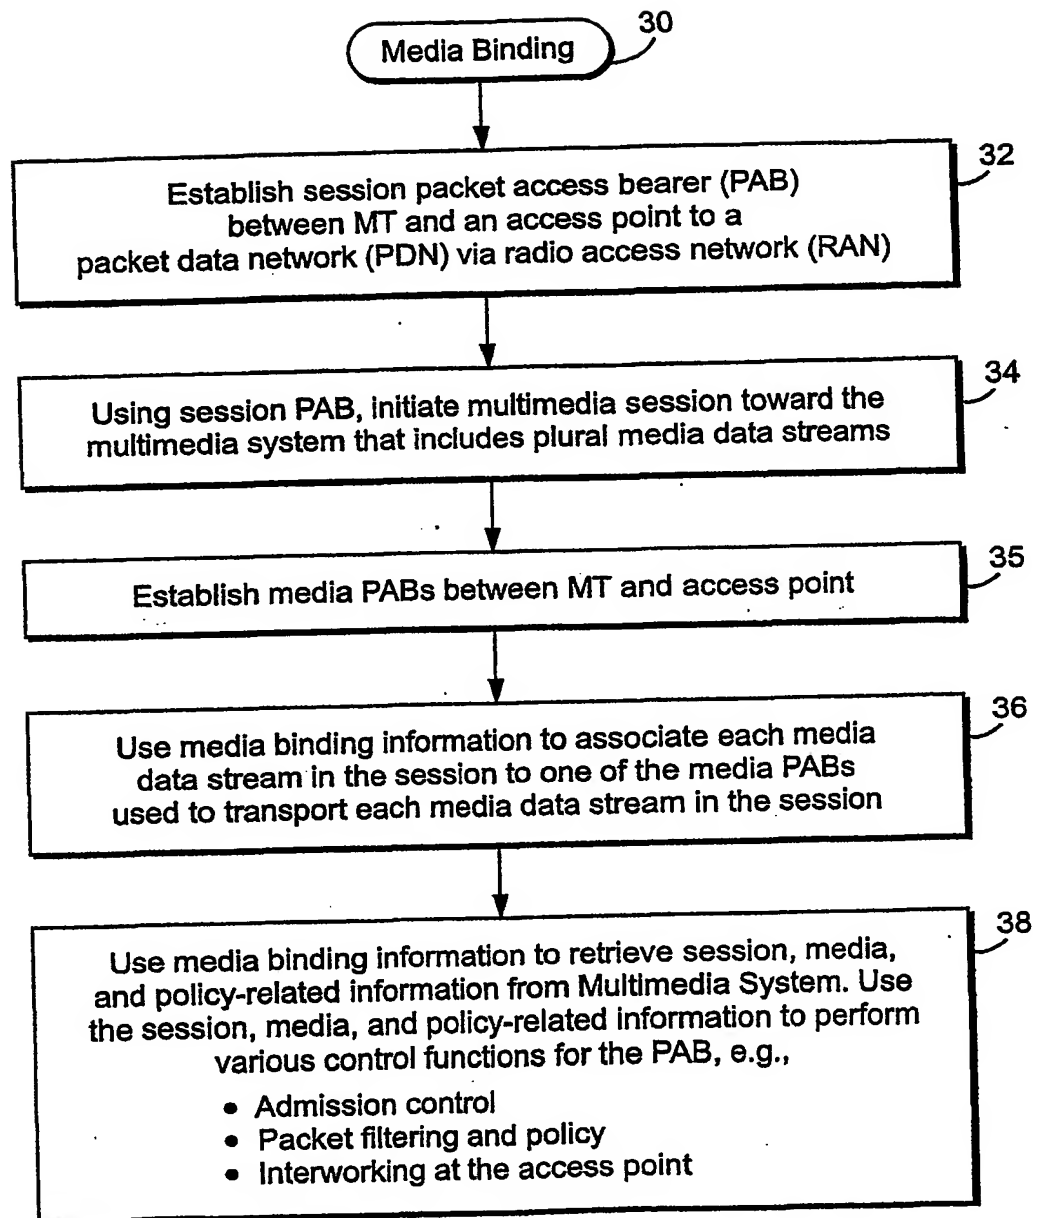 Media Binding
30
32
Establish session packet access bearer (PAB)
between MT and an access point to a
packet data network (PDN) via radio access network (RAN)
34
Using session PAB, initiate multimedia session toward the
multimedia system that includes plural media data streams
35
Establish media PABs between MT and access point
36
Use media binding information to associate each media
data stream in the session to one of the media PABs
used to transport each media data stream in the session
38
Use media binding information to retrieve session, media,
and policy-related information from Multimedia System. Use
the session, media, and policy-related information to perform
various control functions for the PAB, e.g.,
• Admission control
• Packet filtering and policy
• Interworking at the access point